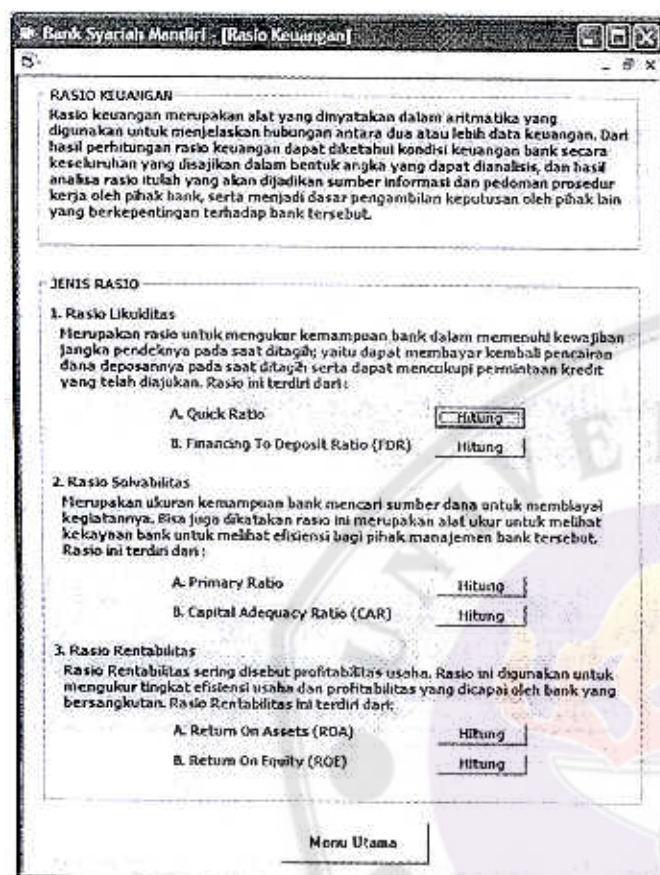 Bank Syariah Mandiri - [Rasio Keuangan]
RASIO KEUANGAN
Rasio keuangan merupakan alat yang dinyatakan dalam aritmatika yang
digunakan untuk menjelaskan hubungan antara dua atau lebih data keuangan. Dari
hasil perhitungan rasio keuangan dapat diketahui kondisi keuangan bank secara
keseluruhan yang disajikan dalam bentuk angka yang dapat dianalisis, dan hasil
analisa rasio itulah yang akan dijadikan sumber informasi dan pedoman prosedur
kerja oleh pihak bank, serta menjadi dasar pengambilan keputusan oleh pihak lain
yang berkepentingan terhadap bank tersebut.
JENIS RASIO
1. Rasio Likuiditas
Merupakan rasio untuk mengukur kemampuan bank dalam memenuhi kewajiban
jangka pendeknya pada saat ditagih; yaitu dapat membayar kembali pencairan
dana deposannya pada saat ditagih serta dapat mencukupi permintaan kredit
yang telah diajukan. Rasio ini terdiri dari :
A. Quick Ratio Hitung
B. Financing To Deposit Ratio (FDR) Hitung
2. Rasio Solvabilitas
Merupakan ukuran kemampuan bank mencari sumber dana untuk membiayai
kegiatannya. Bisa juga dikatakan rasio ini merupakan alat ukur untuk melihat
kekayaan bank untuk melihat efisiensi bagi pihak manajemen bank tersebut.
Rasio ini terdiri dari :
A. Primary Ratio Hitung
B. Capital Adequacy Ratio (CAR) Hitung
3. Rasio Rentabilitas
Rasio Rentabilitas sering disebut profitabilitas usaha. Rasio ini digunakan untuk
mengukur tingkat efisiensi usaha dan profitabilitas yang dicapai oleh bank yang
bersangkutan. Rasio Rentabilitas ini terdiri dari:
A. Return On Assets (ROA) Hitung
B. Return On Equity (ROE) Hitung
Menu Utama